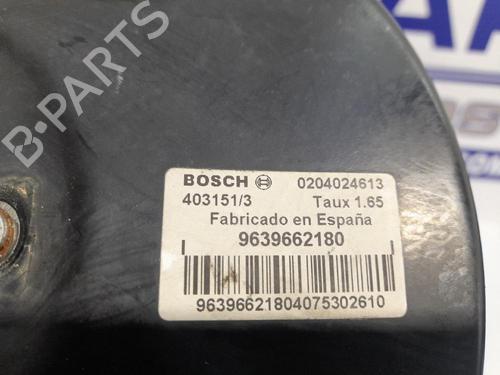 B-PARTS
BOSCH 0204024613
403151/3 Taux 1.65
Fabricado en España
9639662180
96396621804075302610